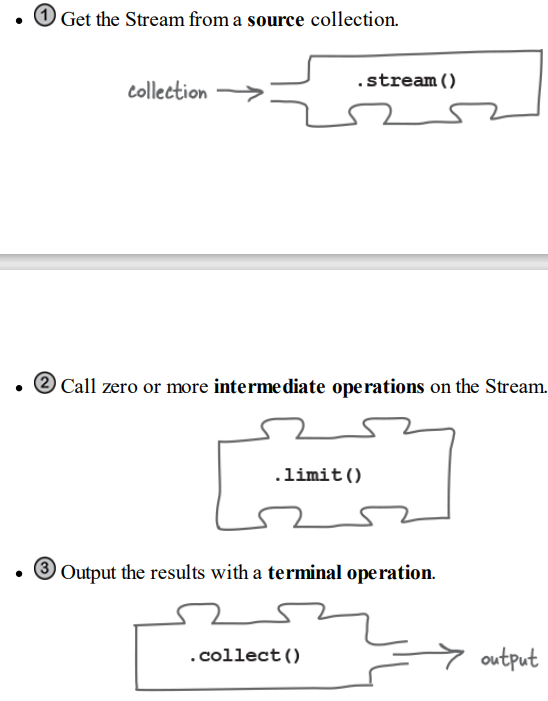 • ① Get the Stream from a source collection.
collection
.stream()
• ② Call zero or more intermediate operations on the Stream.
.limit()
• ③ Output the results with a terminal operation.
.collect()
output